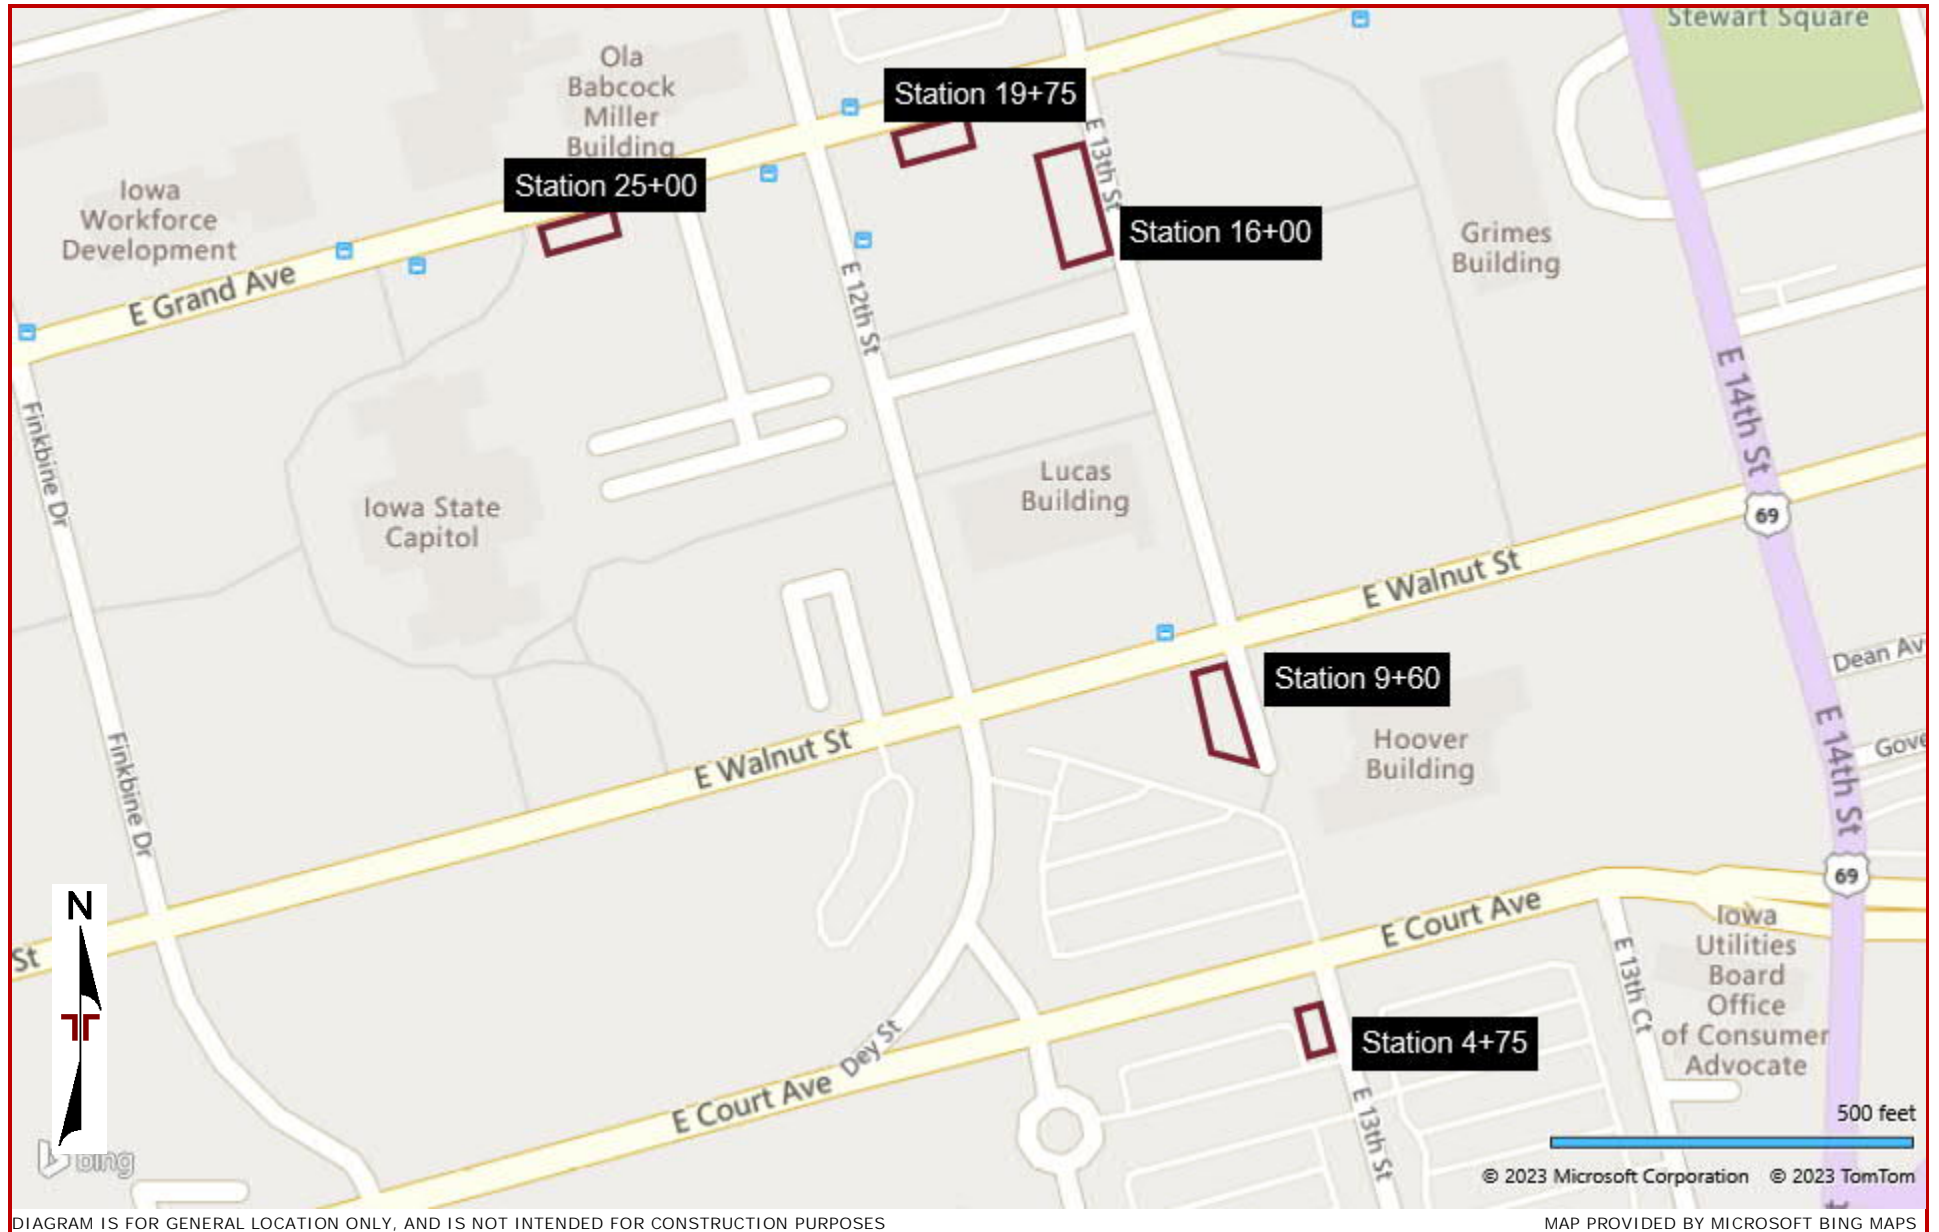 Stewart Square
Ola
Babcock
Miller
Building
Station 19+75
E 13th St
Station 25+00
Iowa
Workforce
Development
Station 16+00
Grimes
Building
E Grand Ave
E 12th St
E 14th St
Finkbine Dr
Lucas
Building
Iowa State
Capitol
69
E Walnut St
Dean Av
Station 9+60
E Walnut St
Hoover
Building
E 14th St
Gove
Finkbine Dr
69
N
St
E Court Ave
Iowa
Utilities
Board
Office
of Consumer
Advocate
E 13th Ct
Station 4+75
Dey St
E Court Ave
E 13th St
500 feet
bing
© 2023 Microsoft Corporation © 2023 TomTom
DIAGRAM IS FOR GENERAL LOCATION ONLY, AND IS NOT INTENDED FOR CONSTRUCTION PURPOSES
MAP PROVIDED BY MICROSOFT BING MAPS